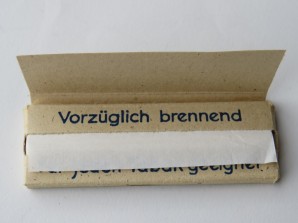 Vorzüglich brennend
jeden Tabak geeignet